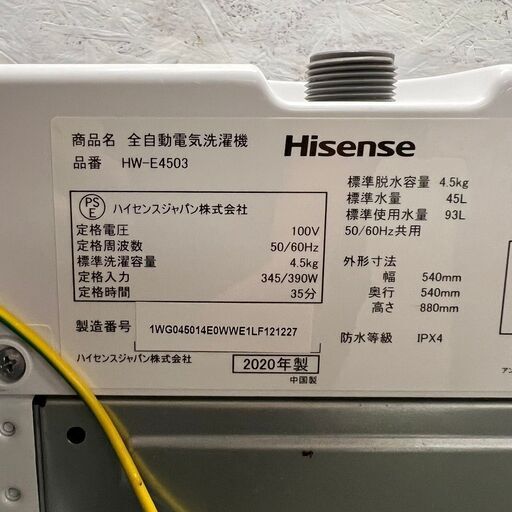 商品名 全自動電気洗濯機
品番 HW-E4503
Hisense
PSE ハイセンスジャパン株式会社
定格電圧 100V
定格周波数 50/60Hz
標準洗濯容量 4.5kg
定格入力 345/390W
定格時間 35分
製造番号 1WG045014E0WWE1LF121227
ハイセンスジャパン株式会社
2020年製
中国製
標準脱水容量 4.5kg
標準水量 45L
標準使用水量 93L
50/60Hz共用
外形寸法
幅 540mm
奥行 540mm
高さ 880mm
防水等級 IPX4
アン